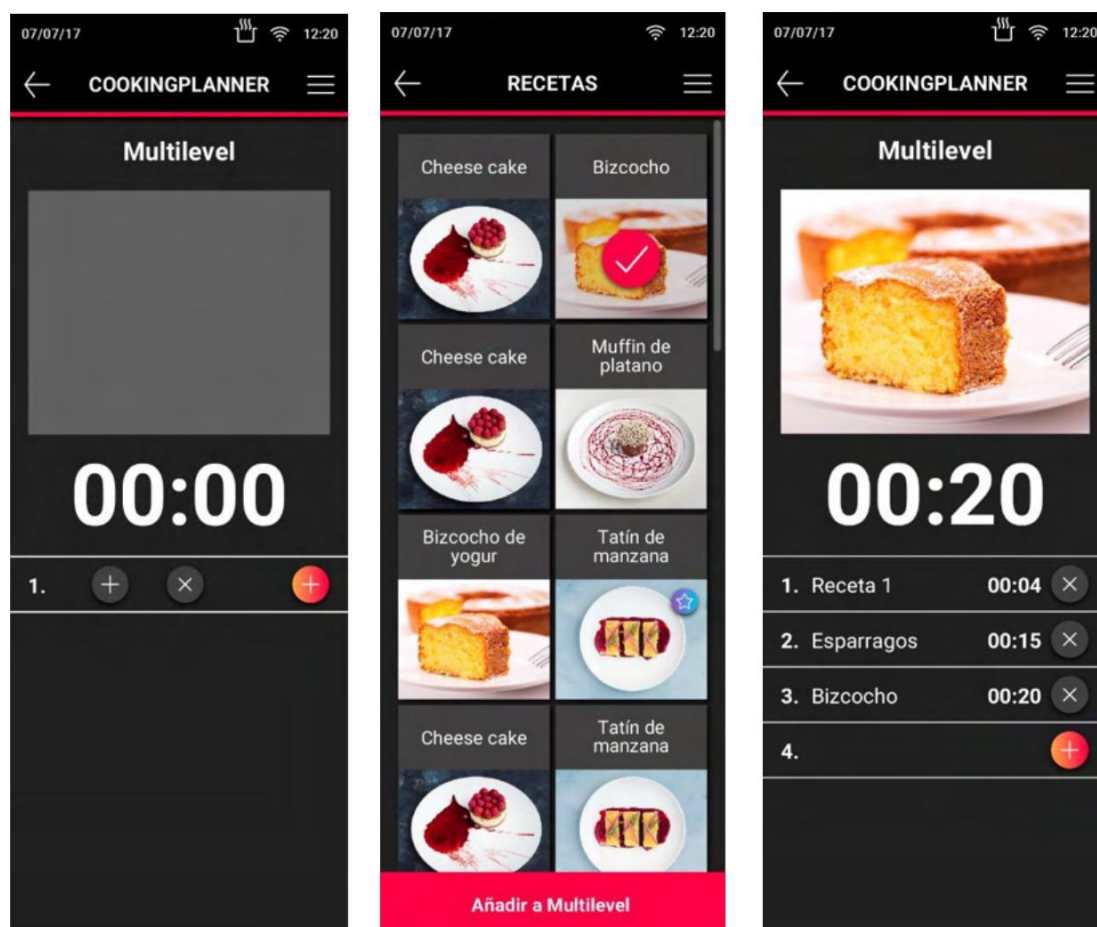 07/07/17 12:20
COOKINGPLANNER
Multilevel
00:00
1.
07/07/17 12:20
RECETAS
Cheese cake
Bizcocho
Cheese cake
Muffin de
platano
Bizcocho de
yogur
Tatín de
manzana
Cheese cake
Tatín de
manzana
Añadir a Multilevel
07/07/17 12:20
COOKINGPLANNER
Multilevel
00:20
1. Receta 1 00:04
2. Esparragos 00:15
3. Bizcocho 00:20
4.